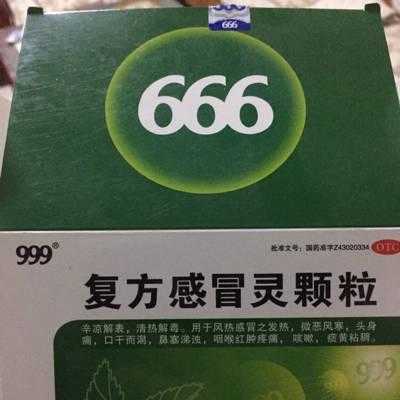 666
666
999®
批准文号:国药准字Z43020334 OTC
复方感冒灵颗粒
辛凉解表,清热解毒。用于风热感冒之发热,微恶风寒,头身
痛,口干而渴,鼻塞涕浊,咽喉红肿疼痛,咳嗽,痰黄粘稠。
999